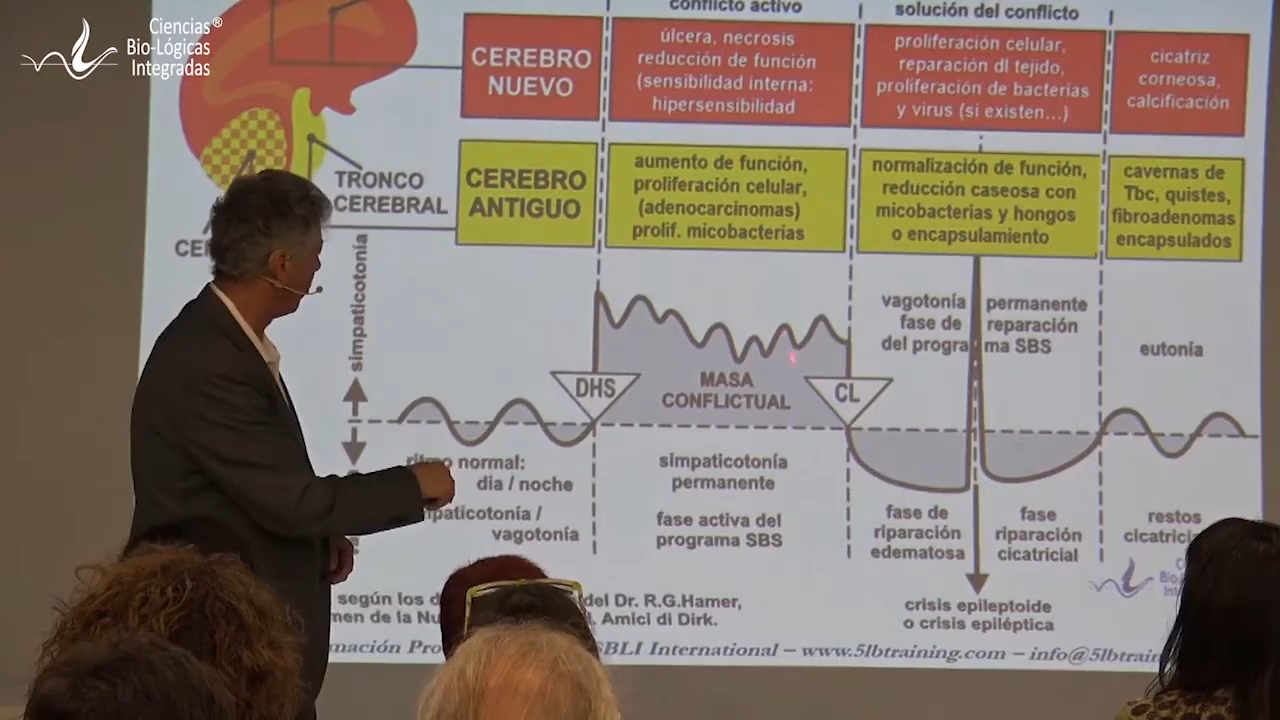 Ciencias®
Bio-Lógicas
Integradas
conflicto activo
solución del conflicto
CEREBRO
NUEVO
úlcera, necrosis
reducción de función
(sensibilidad interna:
hipersensibilidad
proliferación celular,
reparación dl tejido,
proliferación de bacterias
y virus (si existen...)
cicatriz
corneosa,
calcificación
TRONCO
CEREBRAL
CEREBRO
ANTIGUO
aumento de función,
proliferación celular,
(adenocarcinomas)
prolif. micobacterias
normalización de función,
reducción caseosa con
micobacterias y hongos
o encapsulamiento
cavernas de
Tbc, quistes,
fibroadenomas
encapsulados
simpaticotonía
DHS
MASA
CONFLICTUAL
CL
vagotonía permanente
fase de reparación
del programa SBS
eutonía
normal:
día / noche
vagotonía
simpaticotonía
permanente
fase activa del
programa SBS
fase de
riparación
edematosa
fase
riparación
cicatricial
restos
crisis epileptoide
o crisis epiléptica
según los del Dr. R.G.Hamer,
de la Amici di Dirk.
International – www.5lbtraining.com –